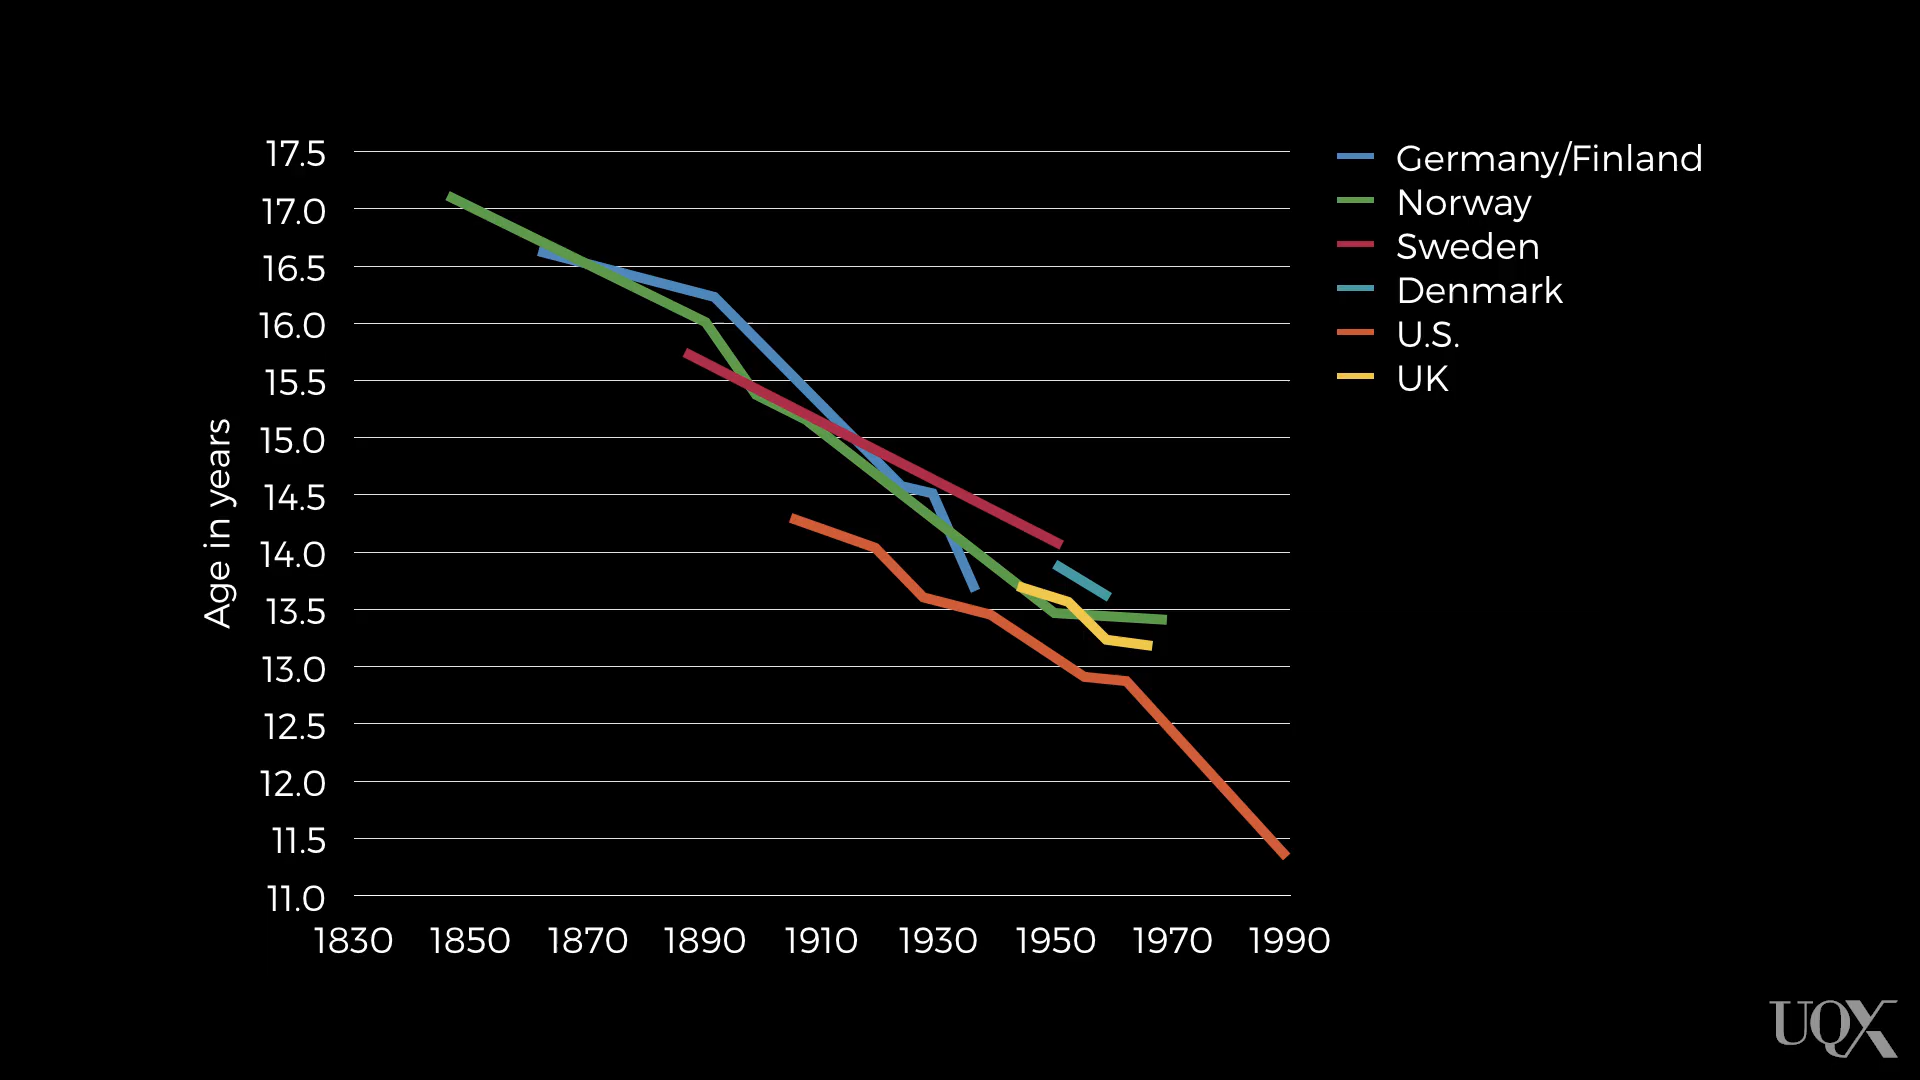 17.5
17.0
16.5
16.0
15.5
15.0
14.5
14.0
13.5
13.0
12.5
12.0
11.5
11.0
Age in years
1830 1850 1870 1890 1910 1930 1950 1970 1990
Germany/Finland
Norway
Sweden
Denmark
U.S.
UK
UQX